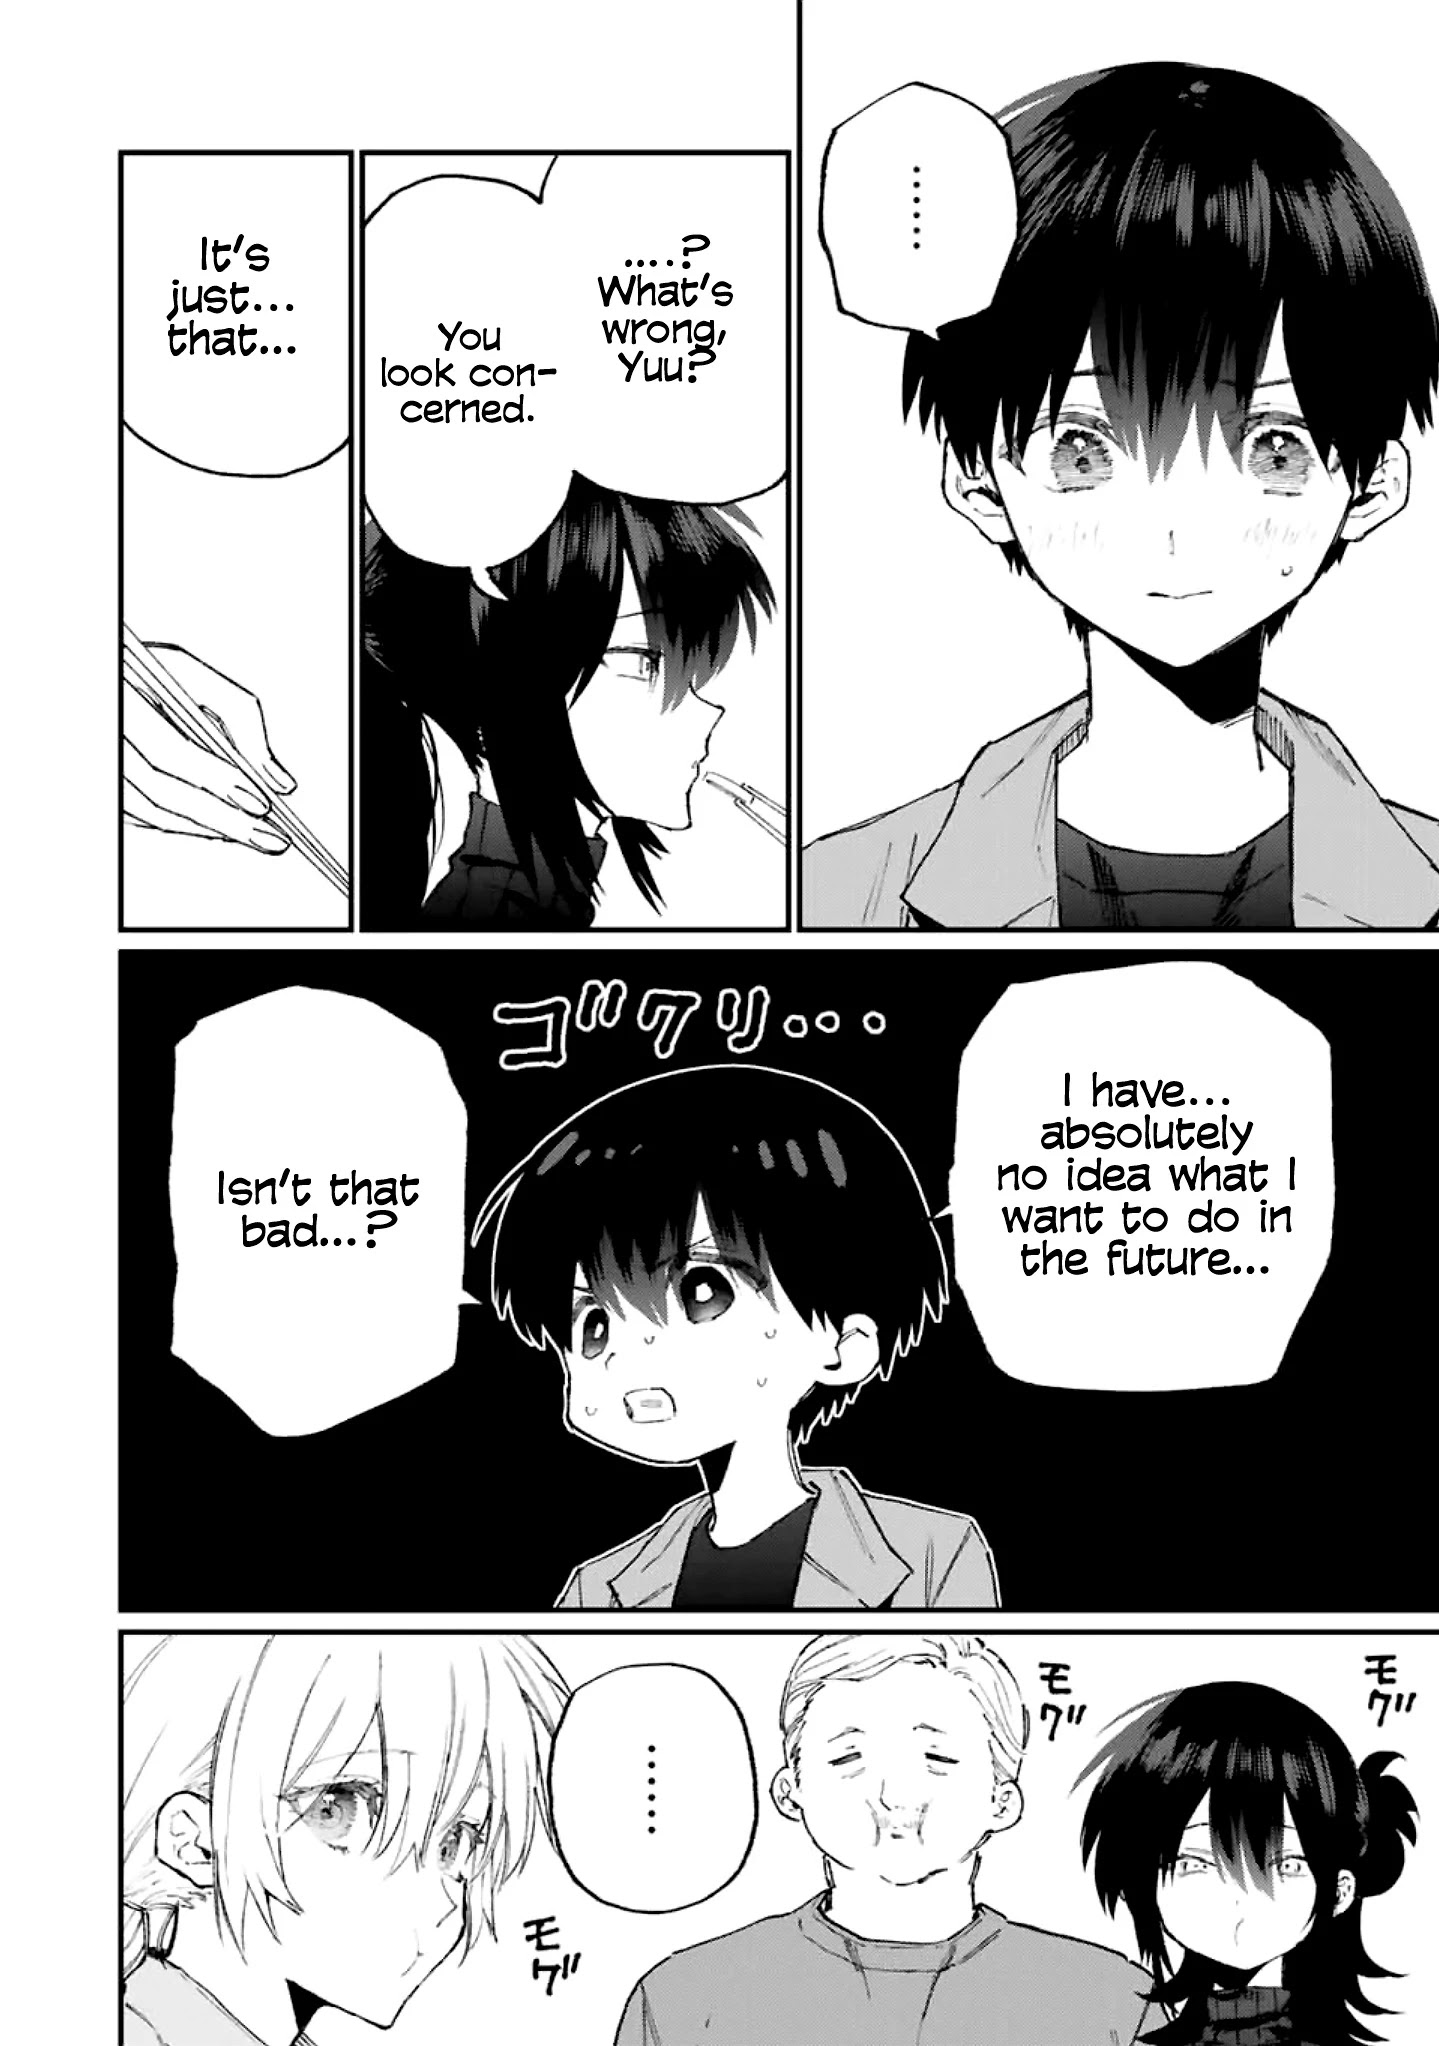 ......
....?
What's
wrong,
Yuu?
You
look con-
cerned.
It's
just...
that...
I have...
absolutely
no idea what I
want to do in
the future...
ゴクリ...
Isn't that
bad...?
モグ
モグ
......
モグ